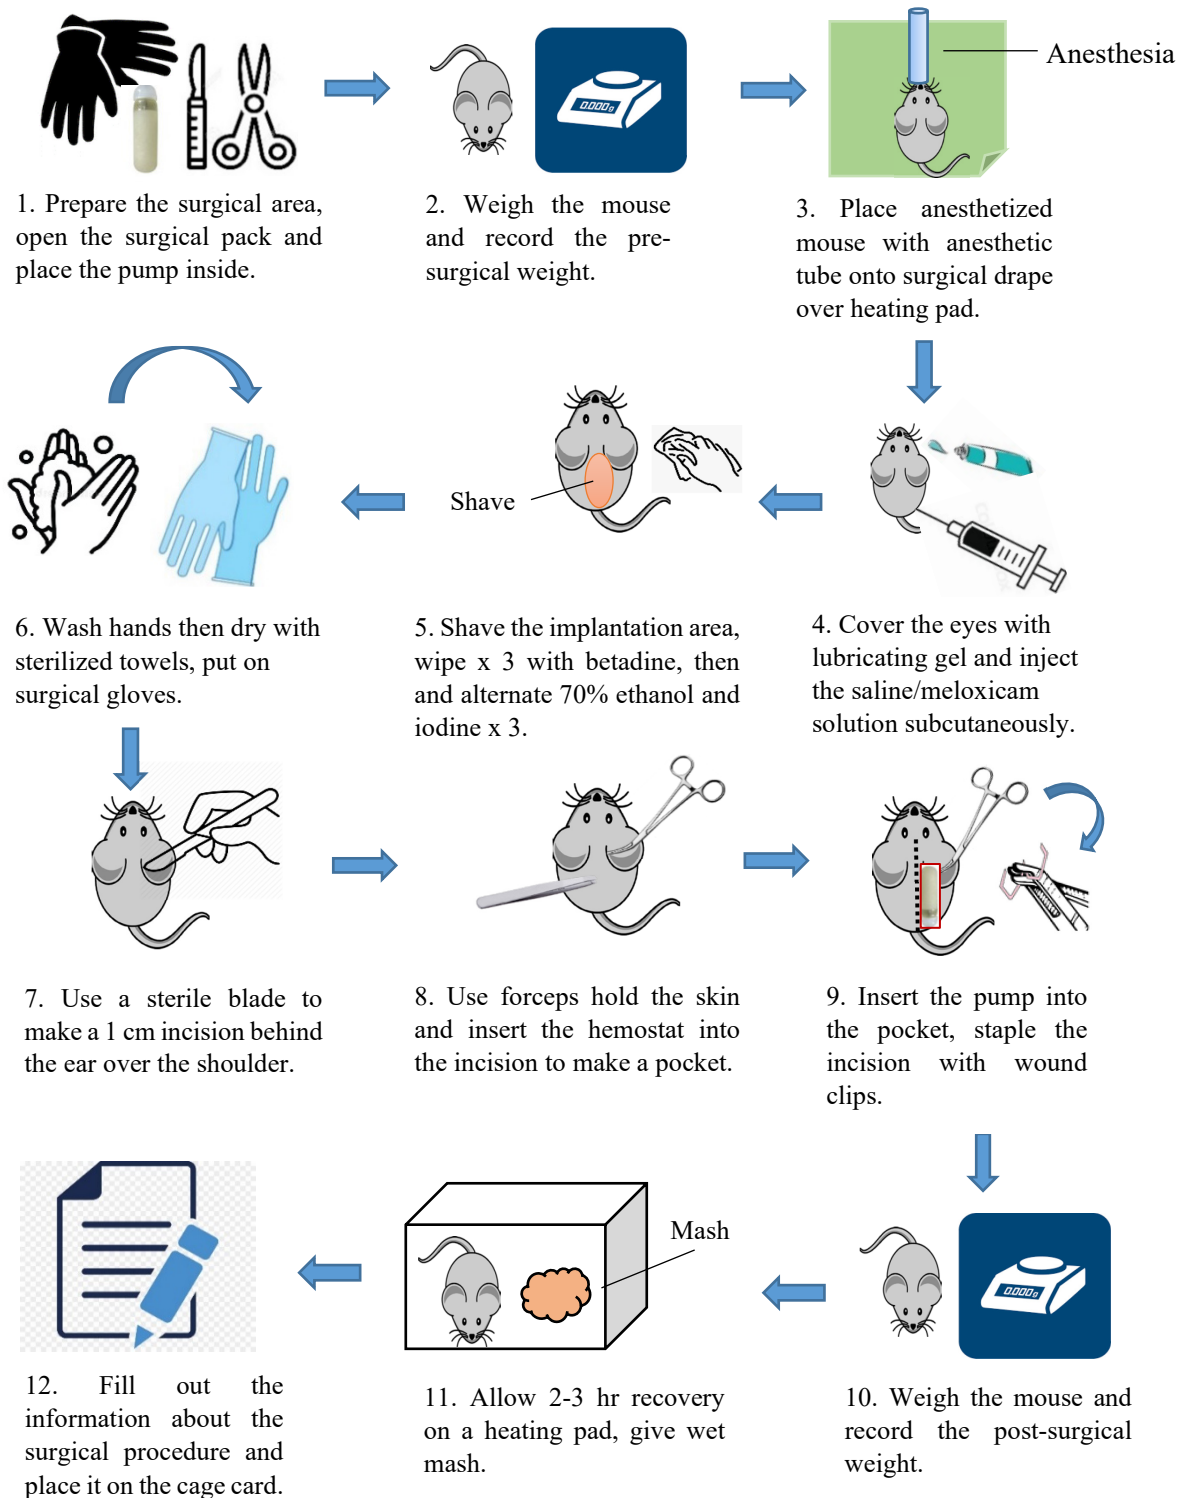 Anesthesia
0.000g
1. Prepare the surgical area,
open the surgical pack and
place the pump inside.
2. Weigh the mouse
and record the pre-
surgical weight.
3. Place anesthetized
mouse with anesthetic
tube onto surgical drape
over heating pad.
Shave
6. Wash hands then dry with
sterilized towels, put on
surgical gloves.
5. Shave the implantation area,
wipe x 3 with betadine, then
and alternate 70% ethanol and
iodine x 3.
4. Cover the eyes with
lubricating gel and inject
the saline/meloxicam
solution subcutaneously.
7. Use a sterile blade to
make a 1 cm incision behind
the ear over the shoulder.
8. Use forceps hold the skin
and insert the hemostat into
the incision to make a pocket.
9. Insert the pump into
the pocket, staple the
incision with wound
clips.
Mash
0.000g
12. Fill out the
information about the
surgical procedure and
place it on the cage card.
11. Allow 2-3 hr recovery
on a heating pad, give wet
mash.
10. Weigh the mouse and
record the post-surgical
weight.